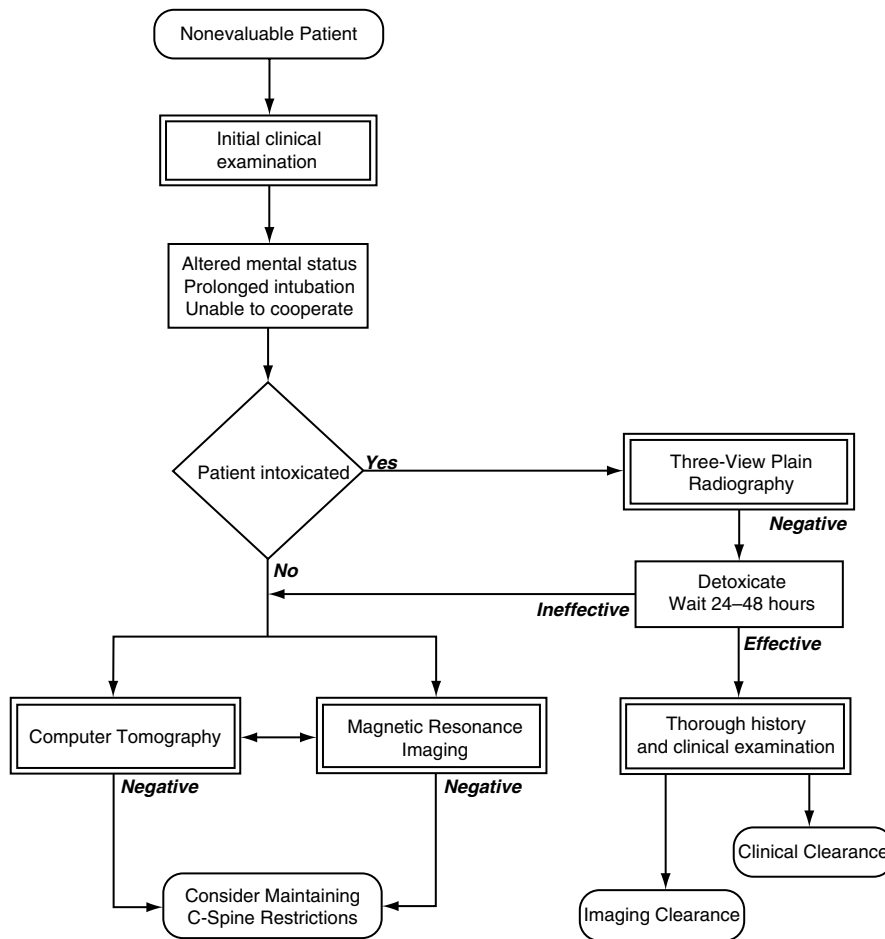 Nonevaluable Patient
Initial clinical
examination
Altered mental status
Prolonged intubation
Unable to cooperate
Patient intoxicated
Yes
Three-View Plain
Radiography
Negative
No
Detoxicate
Wait 24–48 hours
Ineffective
Effective
Computer Tomography
Magnetic Resonance
Imaging
Thorough history
and clinical examination
Negative
Negative
Clinical Clearance
Consider Maintaining
C-Spine Restrictions
Imaging Clearance